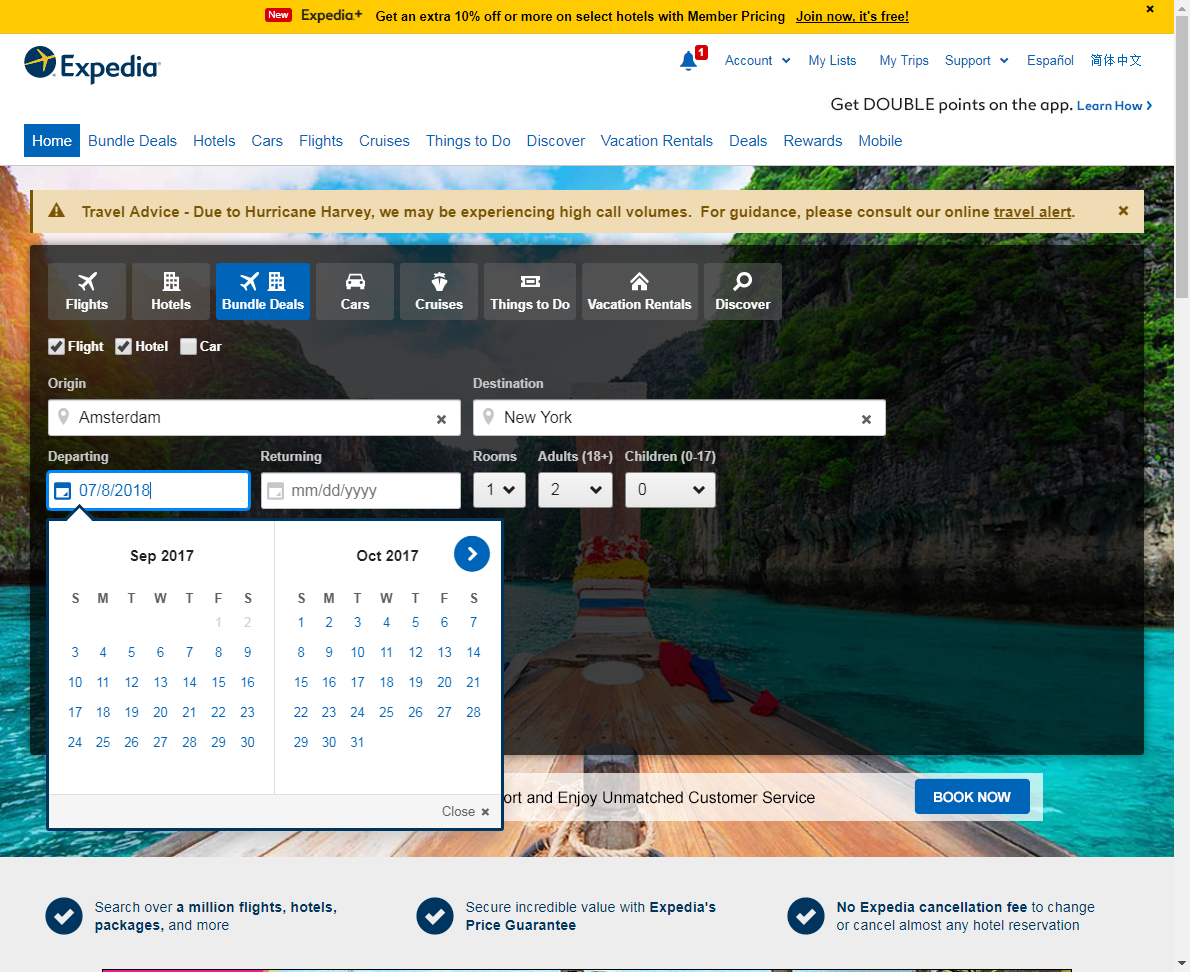 New Expedia+ Get an extra 10% off or more on select hotels with Member Pricing Join now, it's free!
Expedia
1 Account My Lists My Trips Support Español 简体中文
Get DOUBLE points on the app. Learn How
Home Bundle Deals Hotels Cars Flights Cruises Things to Do Discover Vacation Rentals Deals Rewards Mobile
Travel Advice - Due to Hurricane Harvey, we may be experiencing high call volumes. For guidance, please consult our online travel alert.
Flights Hotels Bundle Deals Cars Cruises Things to Do Vacation Rentals Discover
Flight Hotel Car
Origin Destination
Amsterdam New York
Departing Returning Rooms Adults (18+) Children (0-17)
07/8/2018 mm/dd/yyyy 1 2 0
Sep 2017 Oct 2017
S M T W T F S S M T W T F S
1 2 1 2 3 4 5 6 7
3 4 5 6 7 8 9 8 9 10 11 12 13 14
10 11 12 13 14 15 16 15 16 17 18 19 20 21
17 18 19 20 21 22 23 22 23 24 25 26 27 28
24 25 26 27 28 29 30 29 30 31
ort and Enjoy Unmatched Customer Service BOOK NOW
Close
Search over a million flights, hotels,
packages, and more
Secure incredible value with Expedia's
Price Guarantee
No Expedia cancellation fee to change
or cancel almost any hotel reservation